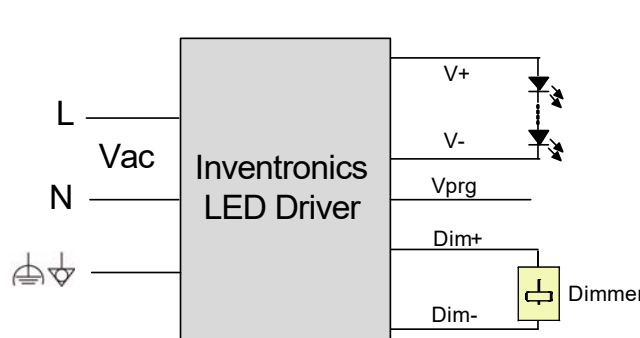 L
Vac
N
Inventronics
LED Driver
V+
V-
Vprg
Dim+
Dim-
Dimmer